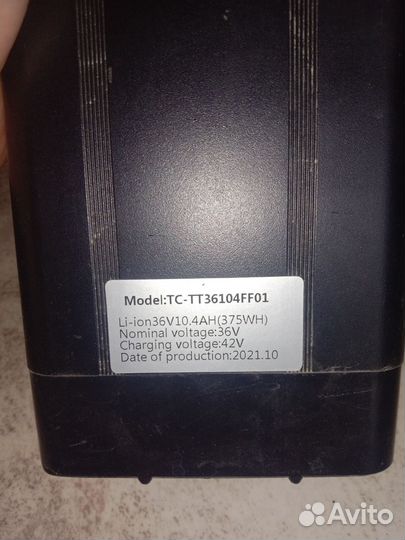 Model:TC-TT36104FF01
Li-ion36V10.4AH(375WH)
Nominal voltage:36V
Charging voltage:42V
Date of production:2021.10
Avito